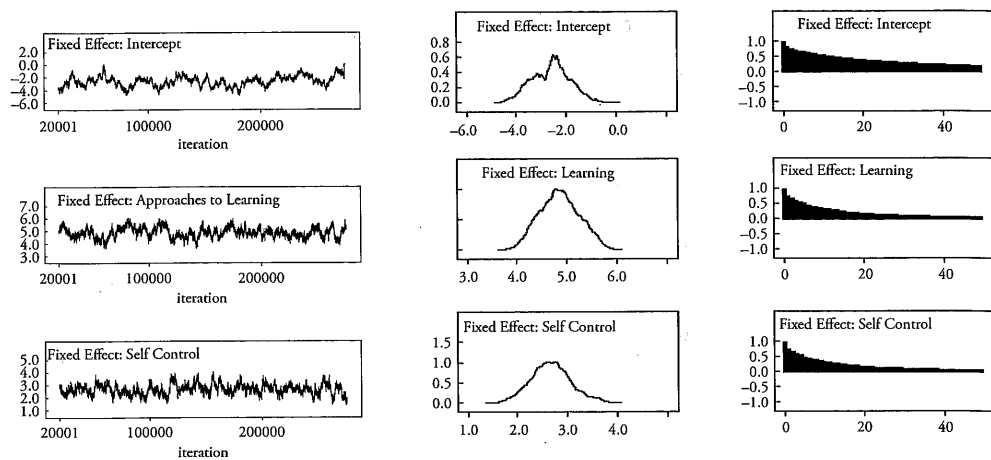 Fixed Effect: Intercept
2.0
0.0
−2.0
−4.0
−6.0
20001 100000 200000
iteration
Fixed Effect: Intercept
0.8
0.6
0.4
0.2
0.0
−6.0 −4.0 −2.0 0.0
Fixed Effect: Intercept
1.0
0.5
0.0
−0.5
−1.0
0 20 40
Fixed Effect: Approaches to Learning
7.0
6.0
5.0
4.0
3.0
20001 100000 200000
iteration
Fixed Effect: Learning
3.0 4.0 5.0 6.0
Fixed Effect: Learning
1.0
0.5
0.0
−0.5
−1.0
0 20 40
Fixed Effect: Self Control
5.0
4.0
3.0
2.0
1.0
20001 100000 200000
iteration
Fixed Effect: Self Control
1.5
1.0
0.5
0.0
1.0 2.0 3.0 4.0
Fixed Effect: Self Control
1.0
0.5
0.0
−0.5
−1.0
0 20 40